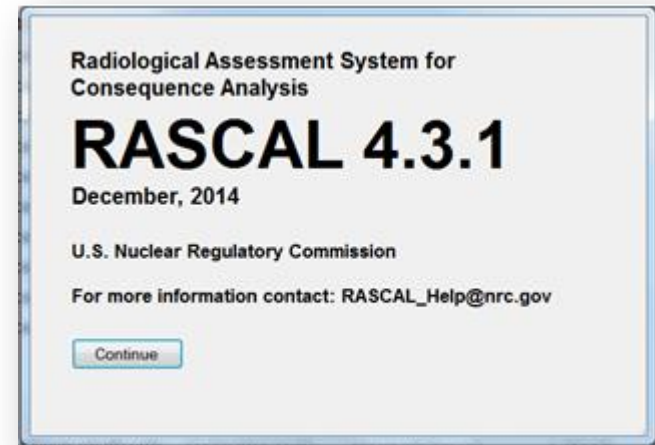 Radiological Assessment System for
Consequence Analysis
RASCAL 4.3.1
December, 2014
U.S. Nuclear Regulatory Commission
For more information contact: RASCAL_Help@nrc.gov
Continue